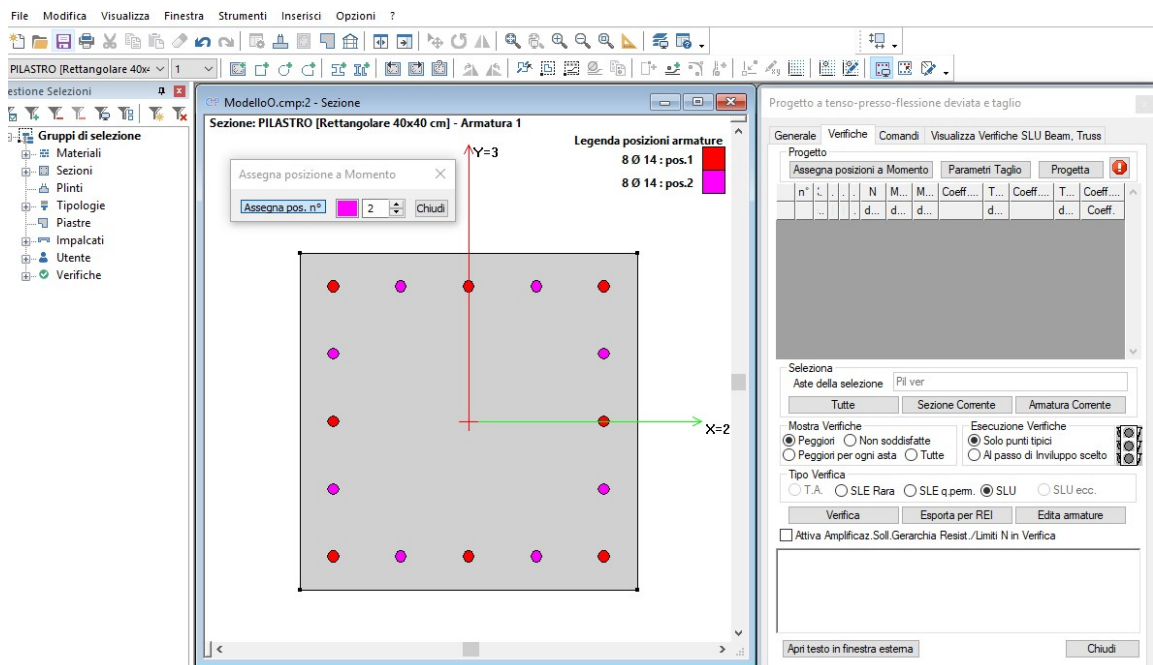 File Modifica Visualizza Finestra Strumenti Inserisci Opzioni ?
PILASTRO [Rettangolare 40x 1
estione Selezioni
Gruppi di selezione
Materiali
Sezioni
Plinti
Tipologie
Piastre
Impalcati
Utente
Verifiche
ModelloO.cmp:2 - Sezione
Sezione: PILASTRO [Rettangolare 40x40 cm] - Armatura 1
Legenda posizioni armature
8 Ø 14 : pos.1
8 Ø 14 : pos.2
Y=3
X=2
Assegna posizione a Momento
Assegna pos. nº 2 Chiudi
Progetto a tenso-presso-flessione deviata e taglio
Generale Verifiche Comandi Visualizza Verifiche SLU Beam, Truss
Progetto
Assegna posizioni a Momento Parametri Taglio Progetta
n° .. . . . N M... M... Coeff.... T... Coeff.... T... Coeff....
.. . d... d... d... d... d... Coeff.
Seleziona
Aste della selezione Pil ver
Tutte Sezione Corrente Armatura Corrente
Mostra Verifiche
Peggiori Non soddisfatte
Peggiori per ogni asta Tutte
Esecuzione Verifiche
Solo punti tipici
Al passo di Inviluppo scelto
Tipo Verifica
T.A. SLE Rara SLE q.perm. SLU SLU ecc.
Verifica Esporta per REI Edita armature
Attiva Amplificaz.Soll.Gerarchia Resist./Limiti N in Verifica
Apri testo in finestra esterna Chiudi